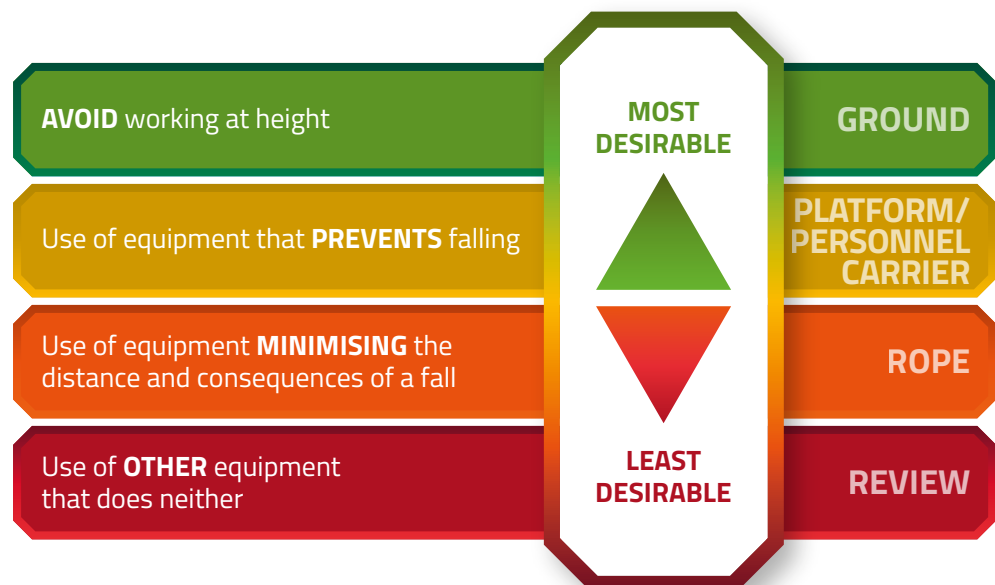 AVOID working at height
MOST
DESIRABLE
GROUND
Use of equipment that PREVENTS falling
PLATFORM/
PERSONNEL
CARRIER
Use of equipment MINIMISING the
distance and consequences of a fall
ROPE
Use of OTHER equipment
that does neither
LEAST
DESIRABLE
REVIEW